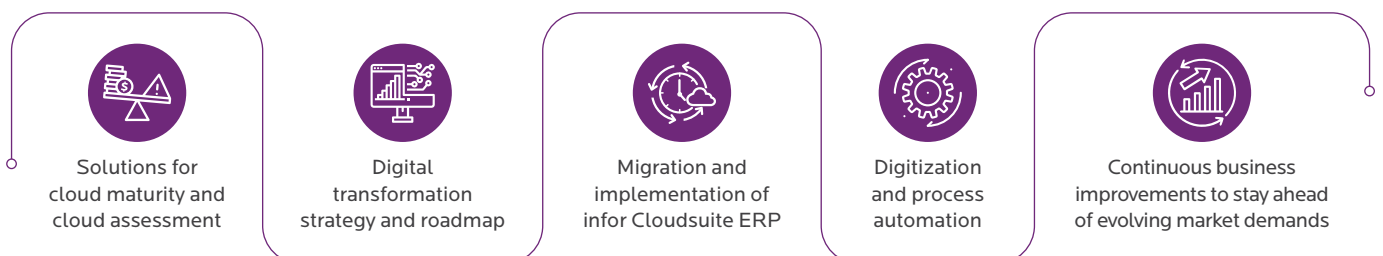 Solutions for
cloud maturity and
cloud assessment
Digital
transformation
strategy and roadmap
Migration and
implementation of
infor Cloudsuite ERP
Digitization
and process
automation
Continuous business
improvements to stay ahead
of evolving market demands